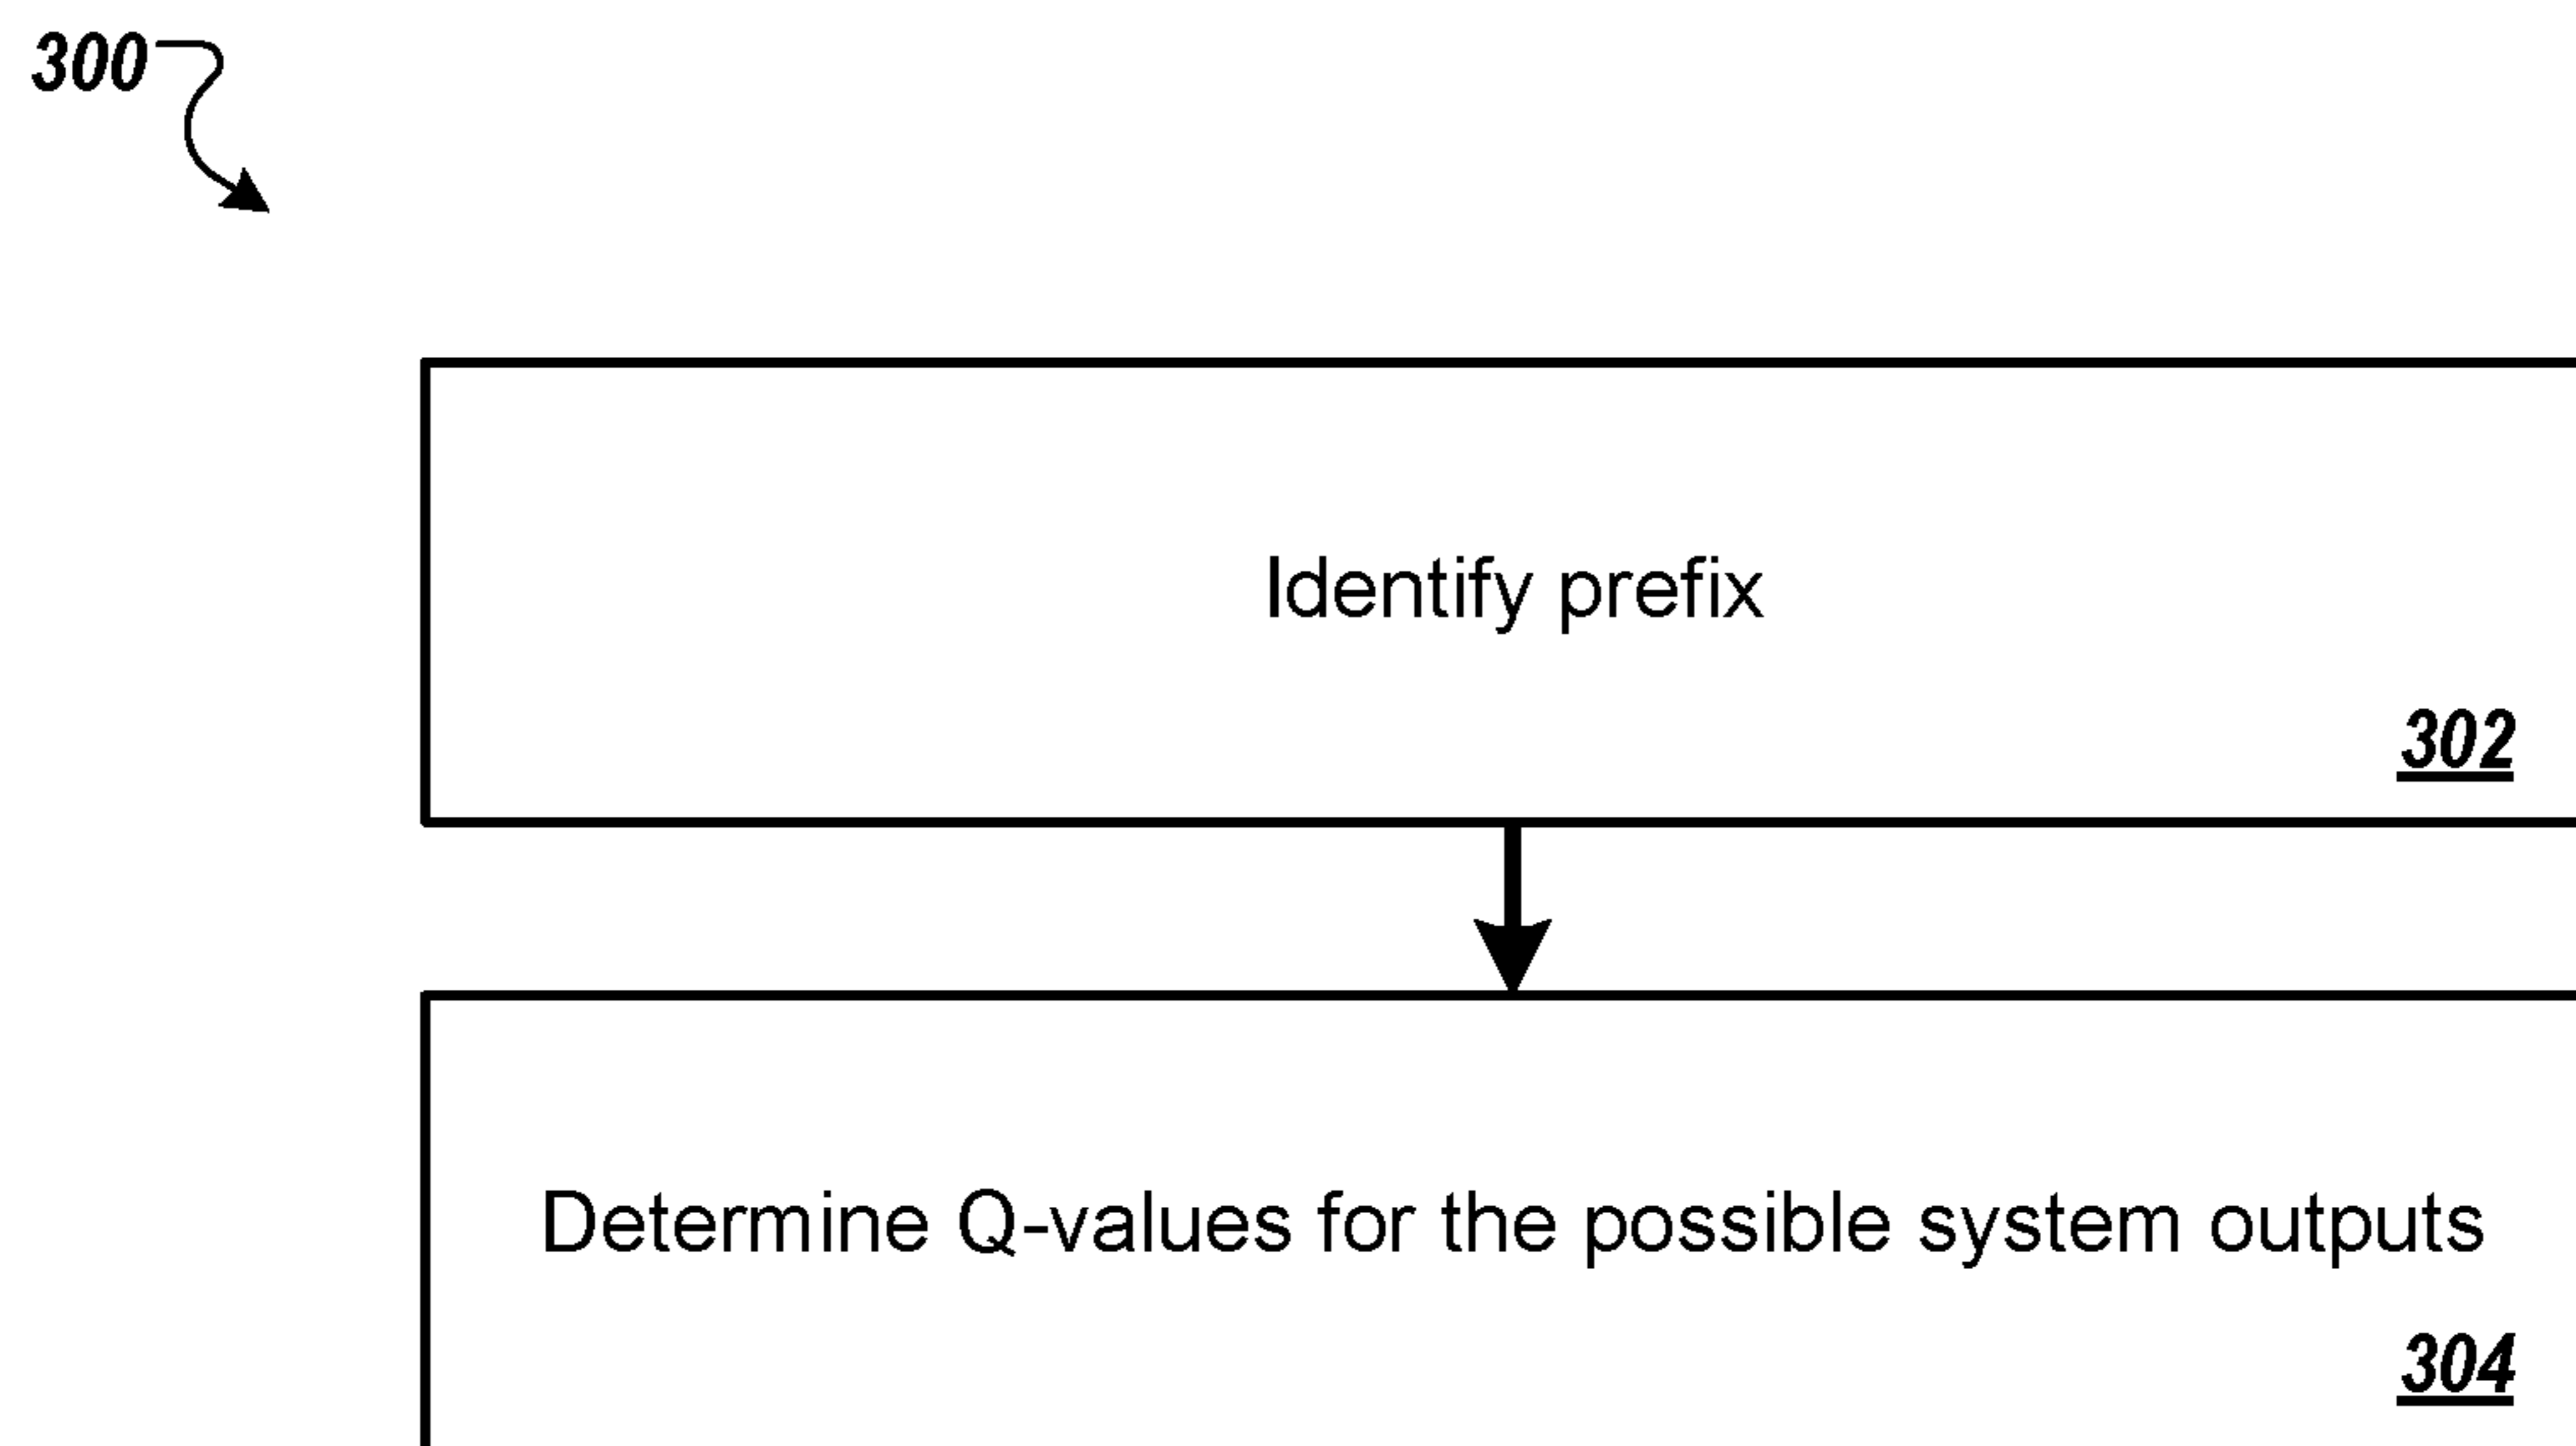 300
Identify prefix
302
Determine Q-values for the possible system outputs
304